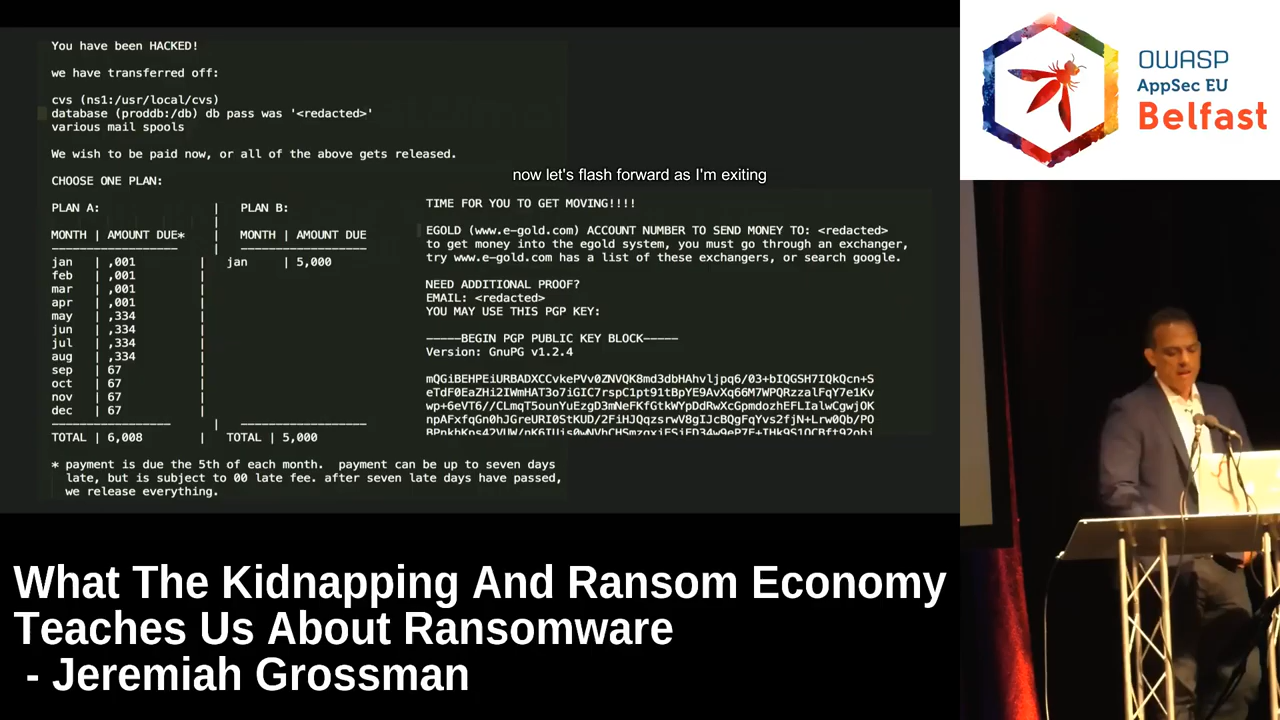 You have been HACKED!
we have transferred off:
cvs (ns1:/usr/local/cvs)
database (proddb:/db) db pass was '<redacted>'
various mail spools
We wish to be paid now, or all of the above gets released.
CHOOSE ONE PLAN:
PLAN A: | PLAN B:
MONTH | AMOUNT DUE* | MONTH | AMOUNT DUE
jan | ,001 | jan | 5,000
feb | ,001 |
mar | ,001 |
apr | ,001 |
may | ,334 |
jun | ,334 |
jul | ,334 |
aug | ,334 |
sep | 67 |
oct | 67 |
nov | 67 |
dec | 67 |
TOTAL | 6,008 | TOTAL | 5,000
* payment is due the 5th of each month. payment can be up to seven days
late, but is subject to 00 late fee. after seven late days have passed,
we release everything.
now let's flash forward as I'm exiting
TIME FOR YOU TO GET MOVING!!!!
EGOLD (www.e-gold.com) ACCOUNT NUMBER TO SEND MONEY TO: <redacted>
to get money into the egold system, you must go through an exchanger,
try www.e-gold.com has a list of these exchangers, or search google.
NEED ADDITIONAL PROOF?
EMAIL: <redacted>
YOU MAY USE THIS PGP KEY:
-----BEGIN PGP PUBLIC KEY BLOCK-----
Version: GnuPG v1.2.4
OWASP
AppSec EU
Belfast
What The Kidnapping And Ransom Economy
Teaches Us About Ransomware
- Jeremiah Grossman